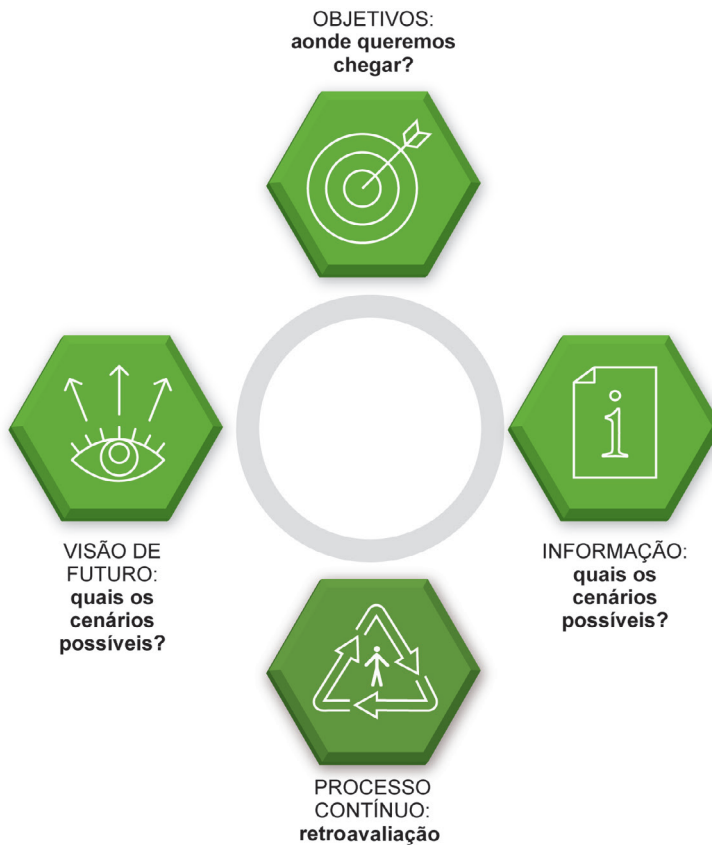 OBJETIVOS:
aonde queremos
chegar?
i
VISÃO DE
FUTURO:
quais os
cenários
possíveis?
INFORMAÇÃO:
quais os
cenários
possíveis?
PROCESSO
CONTÍNUO:
retroavaliação